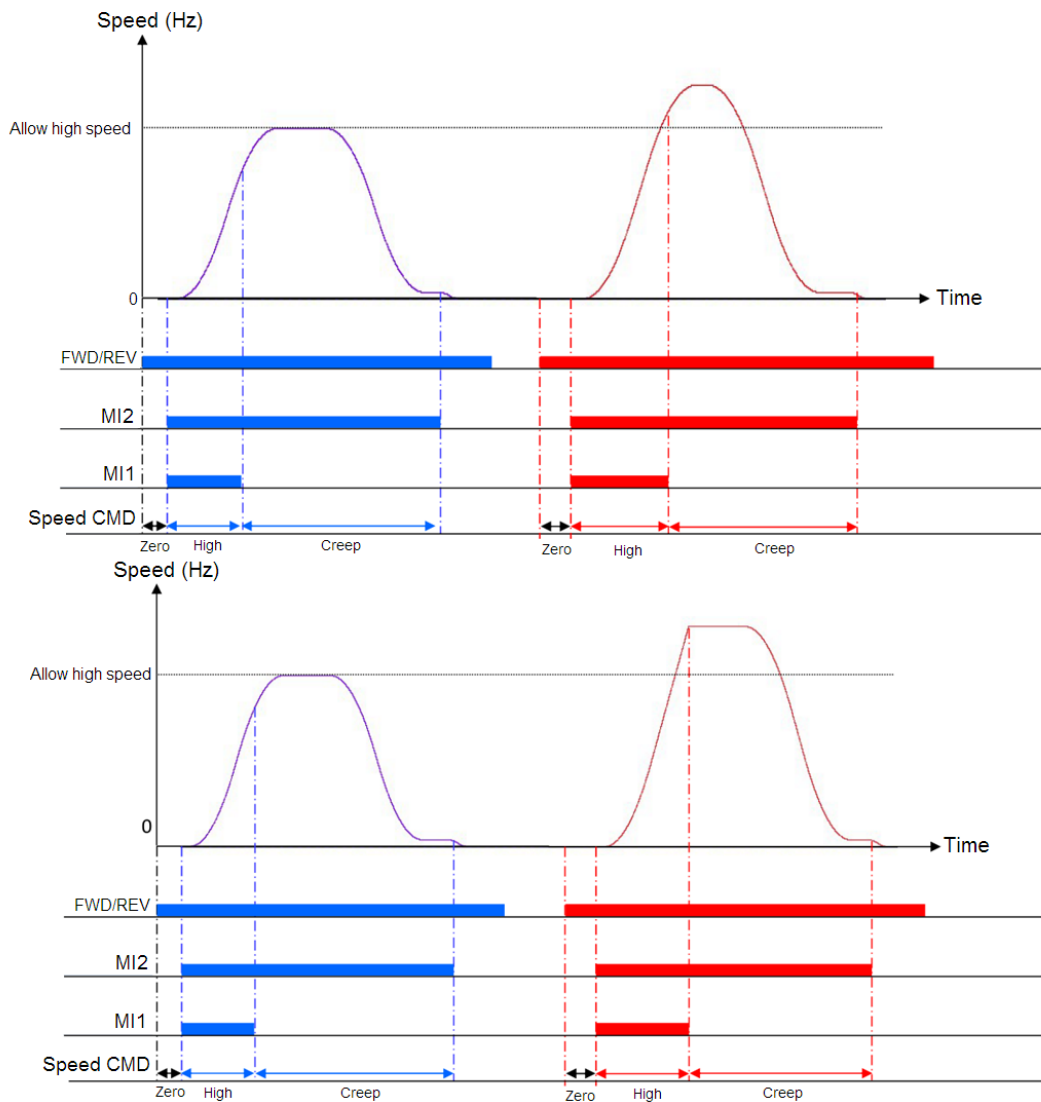 Speed (Hz)
Allow high speed
0
Time
FWD/REV
MI2
MI1
Speed CMD
Zero High Creep Zero High Creep
Speed (Hz)
Allow high speed
0
Time
FWD/REV
MI2
MI1
Speed CMD
Zero High Creep Zero High Creep